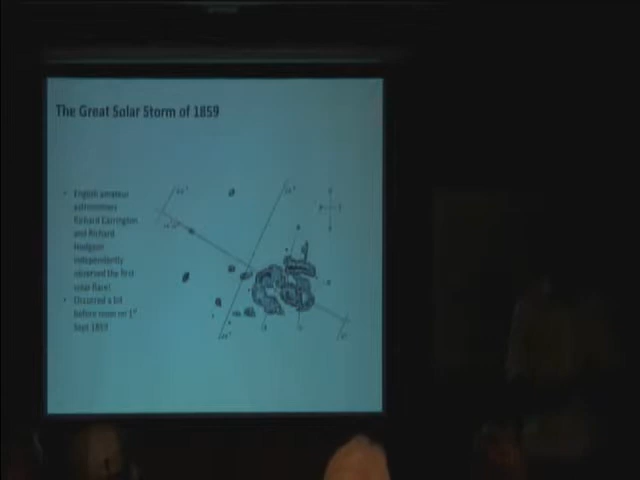 The Great Solar Storm of 1859
• English amateur
astronomers
Richard Carrington
and Richard
Hodgson
independently
observed the first
solar flare!
• Occurred a bit
before noon on 1st
Sept 1859